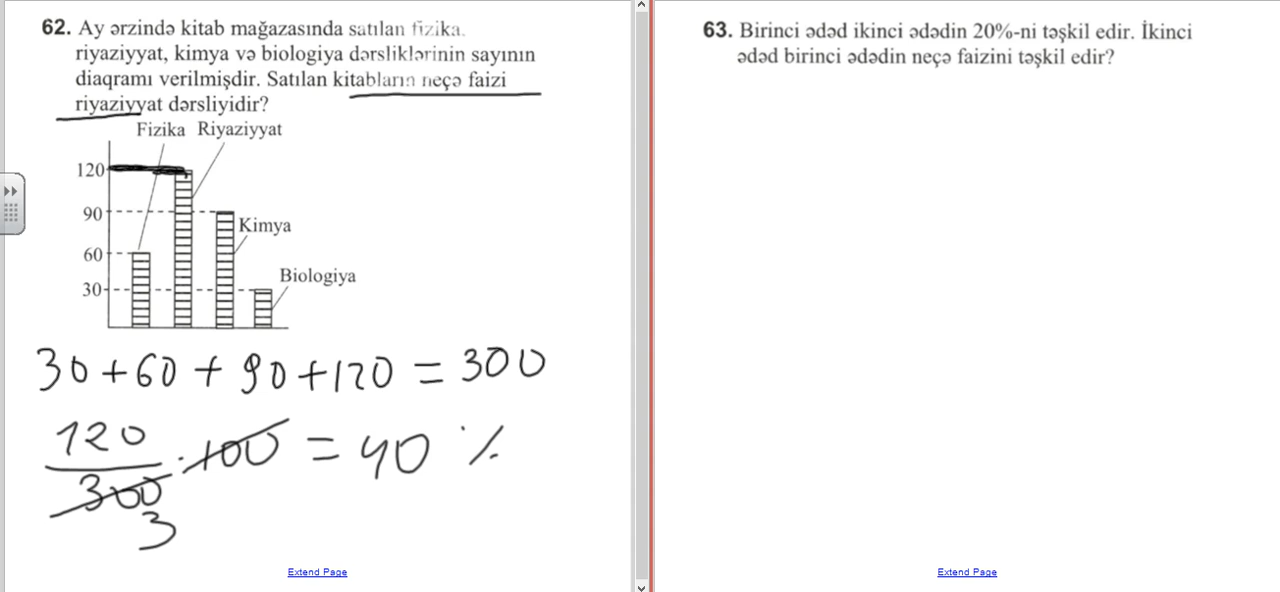 62. Ay ərzində kitab mağazasında satılan fizika,
riyaziyyat, kimya və biologiya dərsliklərinin sayının
diaqramı verilmişdir. Satılan kitabların neçə faizi
riyaziyyat dərsliyidir?
Fizika Riyaziyyat
120
90
Kimya
60
Biologiya
30
30+60+90+120=300
120
300
·100=40%
3
Extend Page
63. Birinci ədəd ikinci ədədin 20%-ni təşkil edir. İkinci
ədəd birinci ədədin neçə faizini təşkil edir?
Extend Page